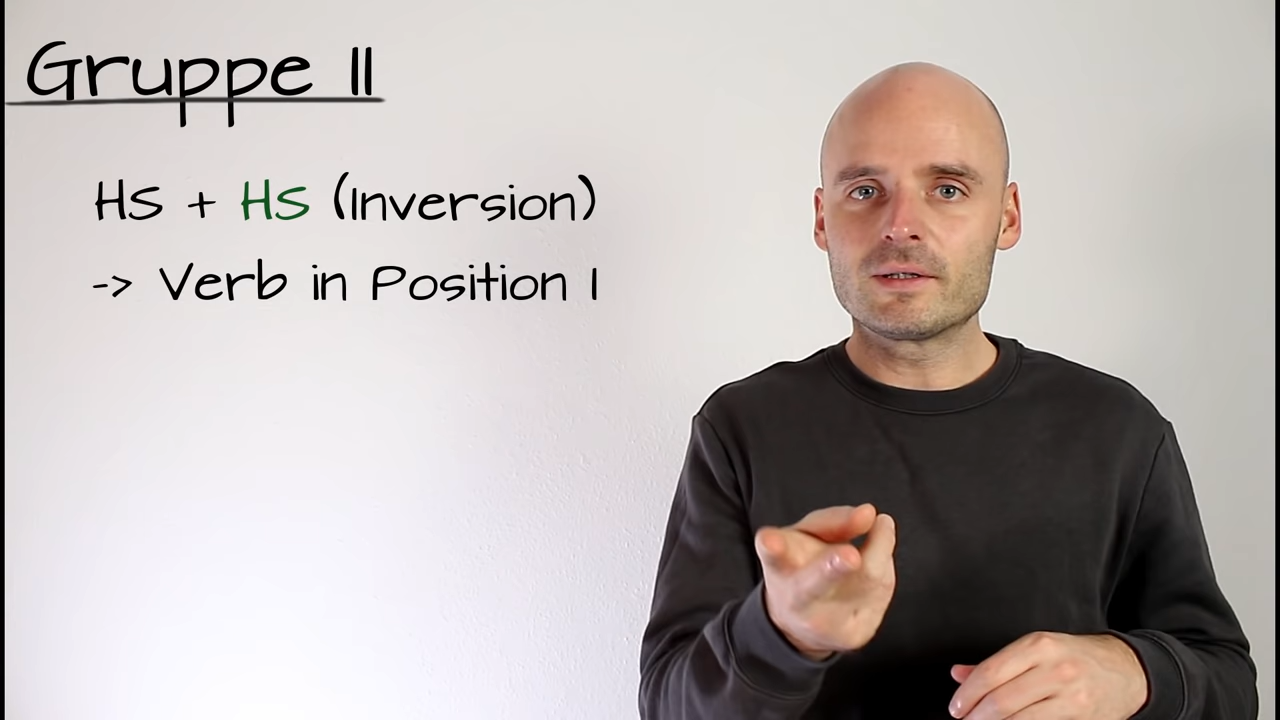 Gruppe II
HS + HS (Inversion)
-> Verb in Position 1